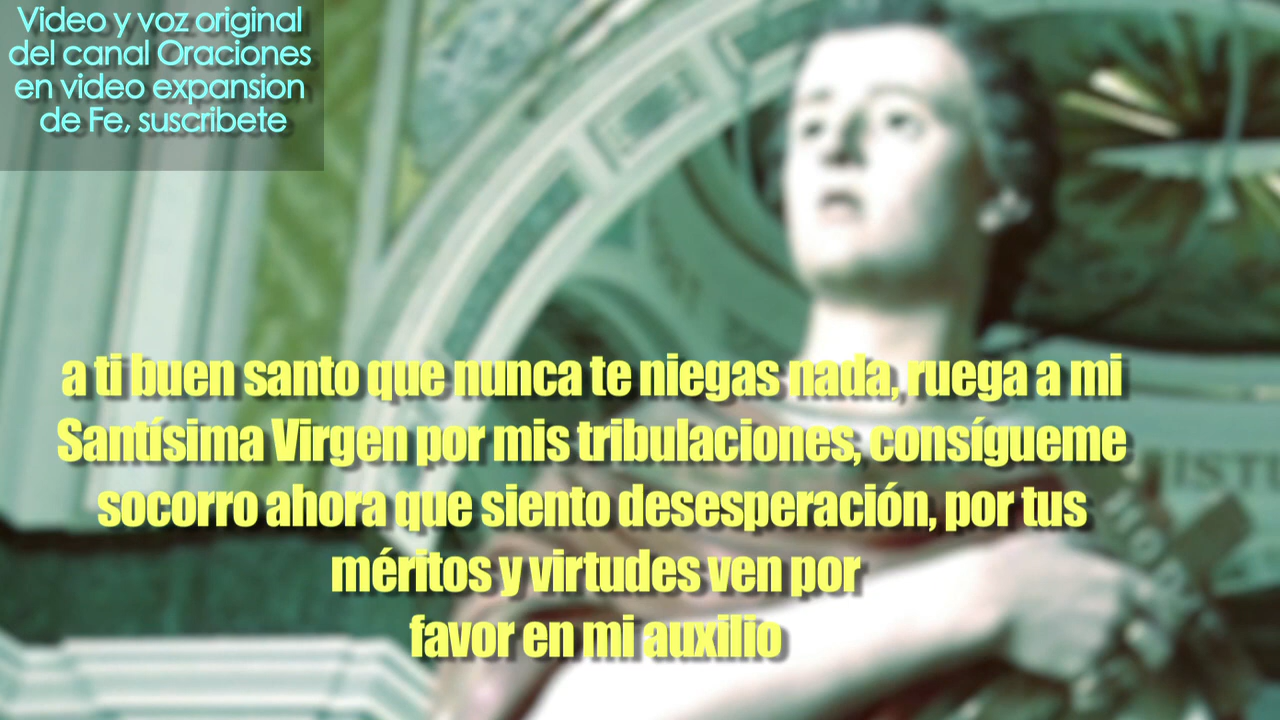 Video y voz original
del canal Oraciones
en video expansion
de Fe, suscribete
a ti buen santo que nunca te niegas nada, ruega a mi
Santísima Virgen por mis tribulaciones, consígueme
socorro ahora que siento desesperación, por tus
méritos y virtudes ven por
favor en mi auxilio